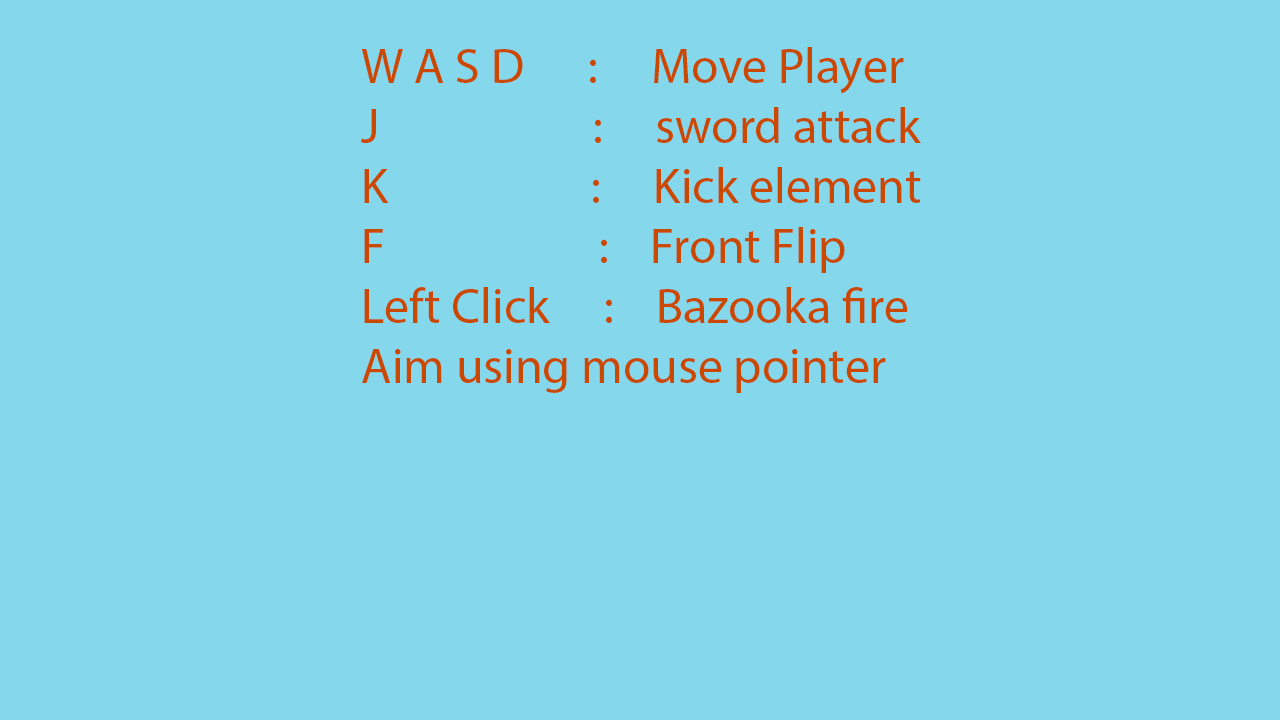 W A S D : Move Player
J : sword attack
K : Kick element
F : Front Flip
Left Click : Bazooka fire
Aim using mouse pointer